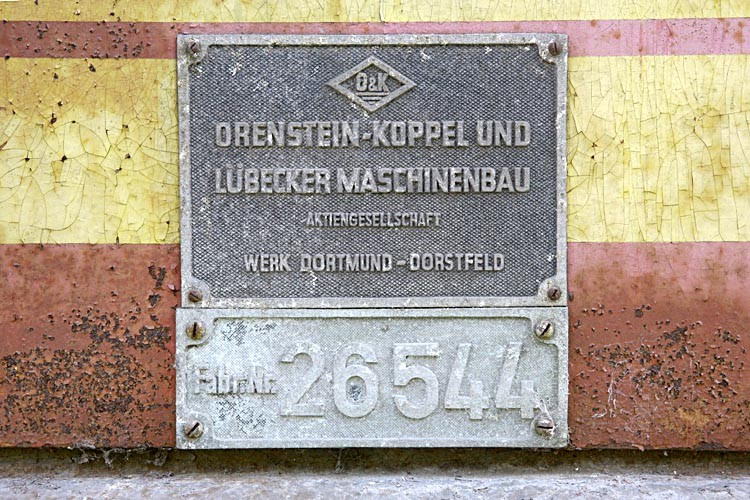 O&K
ORENSTEIN-KOPPEL UND
LÜBECKER MASCHINENBAU
AKTIENGESELLSCHAFT
WERK DORTMUND-DORSTFELD
Fabr. Nr. 26544